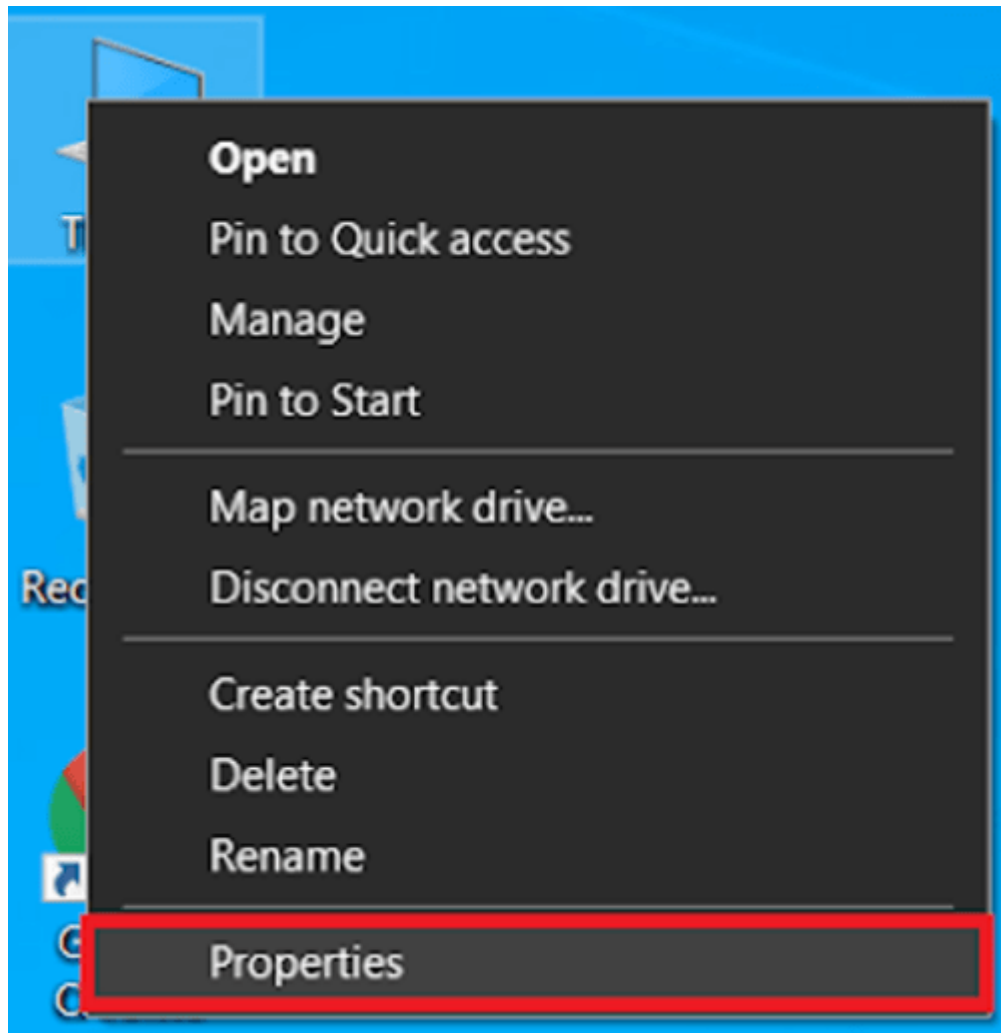 Open
Pin to Quick access
Manage
Pin to Start
Map network drive...
Disconnect network drive...
Create shortcut
Delete
Rename
Properties